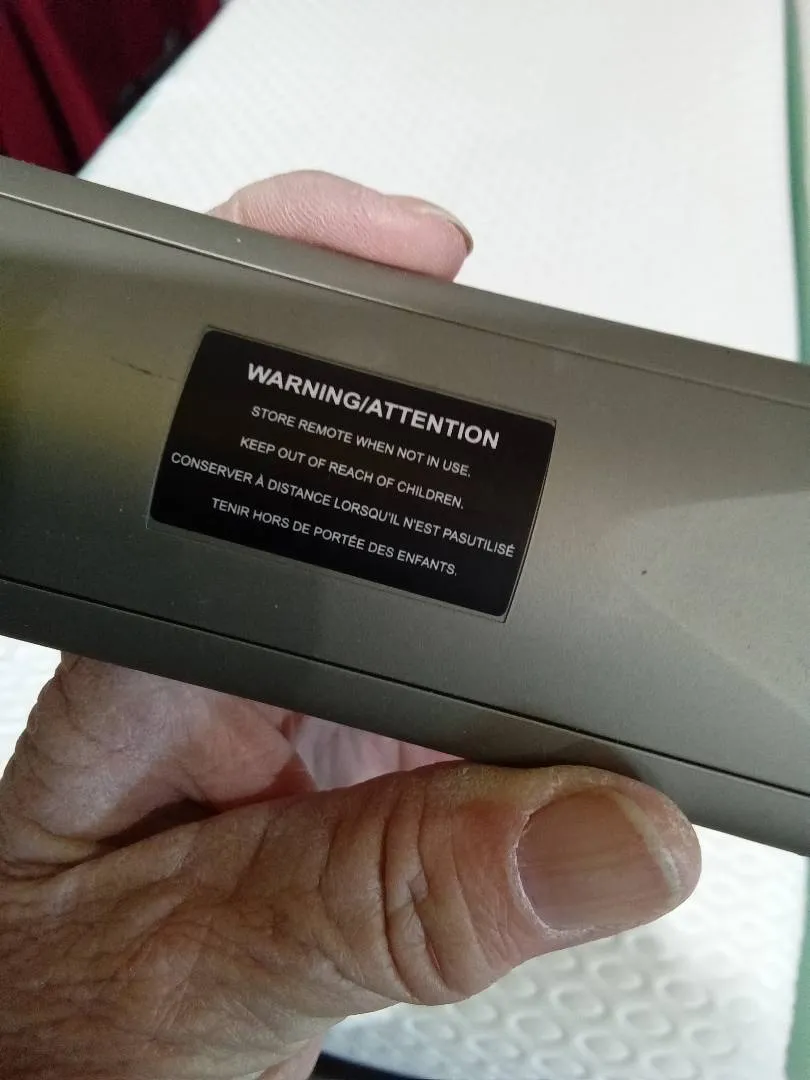 WARNING/ATTENTION
STORE REMOTE WHEN NOT IN USE.
KEEP OUT OF REACH OF CHILDREN.
CONSERVER À DISTANCE LORSQU'IL N'EST PASUTILISÉ
TENIR HORS DE PORTÉE DES ENFANTS.